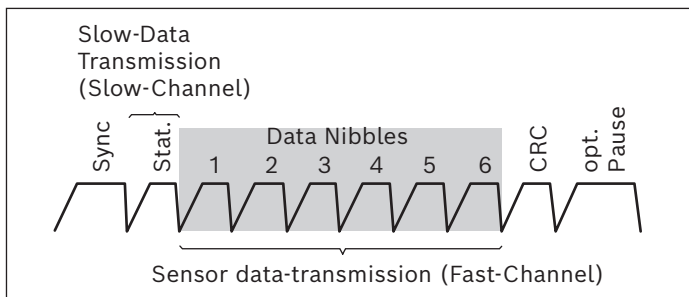 Slow-Data
Transmission
(Slow-Channel)
Sync
Stat.
Data Nibbles
1 2 3 4 5 6
CRC
opt.
Pause
Sensor data-transmission (Fast-Channel)